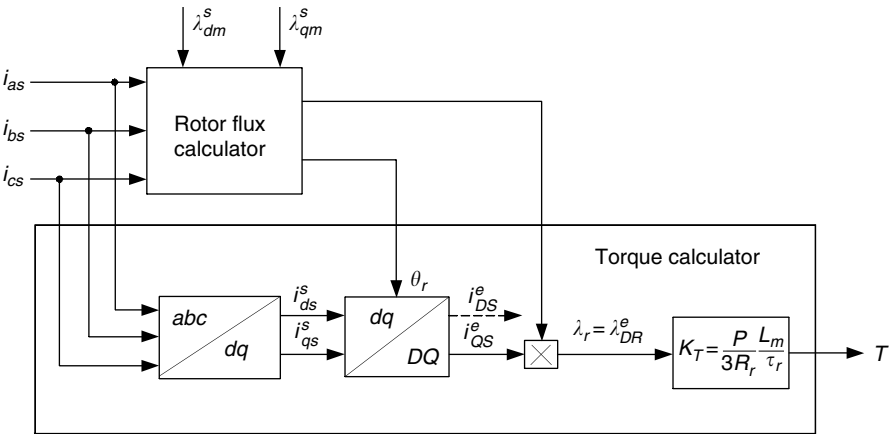 λ^s_dm λ^s_qm
i_as
i_bs
i_cs
Rotor flux
calculator
Torque calculator
θ_r
abc
dq
i^s_ds
i^s_qs
dq
DQ
i^e_DS
i^e_QS
×
λ_r = λ^e_DR
K_T = P/3R_r L_m/τ_r
T